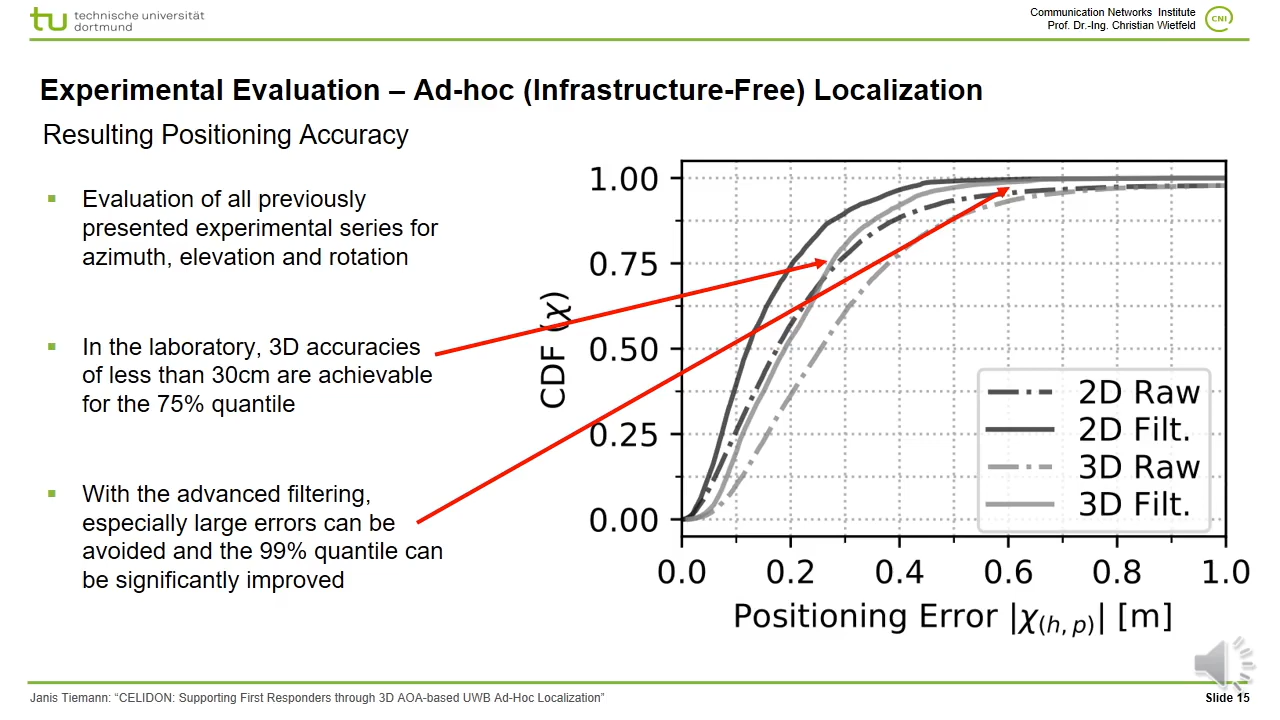 tu technische universität
dortmund
Communication Networks Institute
Prof. Dr.-Ing. Christian Wietfeld
CNI
Experimental Evaluation – Ad-hoc (Infrastructure-Free) Localization
Resulting Positioning Accuracy
Evaluation of all previously
presented experimental series for
azimuth, elevation and rotation
In the laboratory, 3D accuracies
of less than 30cm are achievable
for the 75% quantile
With the advanced filtering,
especially large errors can be
avoided and the 99% quantile can
be significantly improved
CDF (χ)
1.00
0.75
0.50
0.25
0.00
2D Raw
2D Filt.
3D Raw
3D Filt.
0.0 0.2 0.4 0.6 0.8 1.0
Positioning Error |χ(h, p)| [m]
Janis Tiemann: “CELIDON: Supporting First Responders through 3D AOA-based UWB Ad-Hoc Localization”
Slide 15